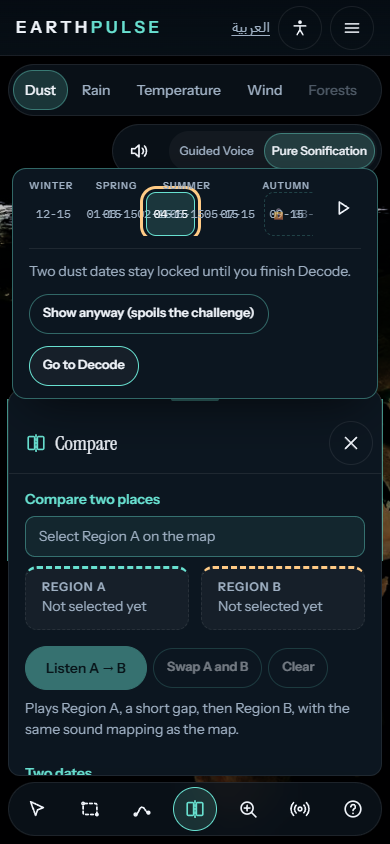 EARTHPULSE
العربية
Dust Rain Temperature Wind Forests
Guided Voice Pure Sonification
WINTER SPRING SUMMER AUTUMN
12-15 04-15
Two dust dates stay locked until you finish Decode.
Show anyway (spoils the challenge)
Go to Decode
Compare
Compare two places
Select Region A on the map
REGION A REGION B
Not selected yet Not selected yet
Listen A → B Swap A and B Clear
Plays Region A, a short gap, then Region B, with the
same sound mapping as the map.
Two dates